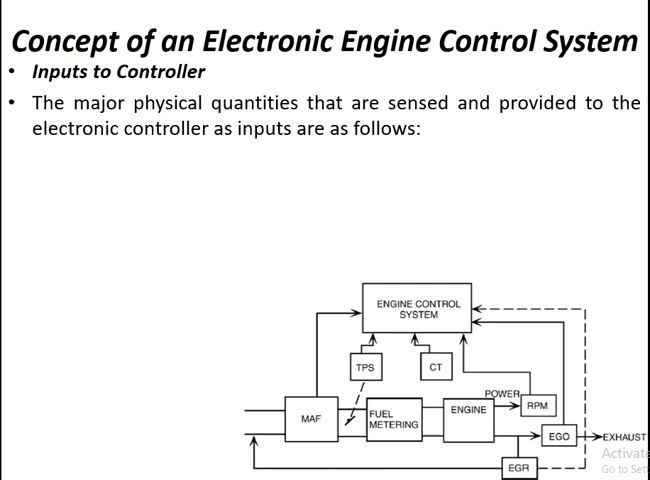 Concept of an Electronic Engine Control System
• Inputs to Controller
• The major physical quantities that are sensed and provided to the
electronic controller as inputs are as follows:
ENGINE CONTROL
SYSTEM
TPS
CT
POWER
RPM
MAF
FUEL
METERING
ENGINE
EGO
EXHAUST
EGR
Activate
Go to Set